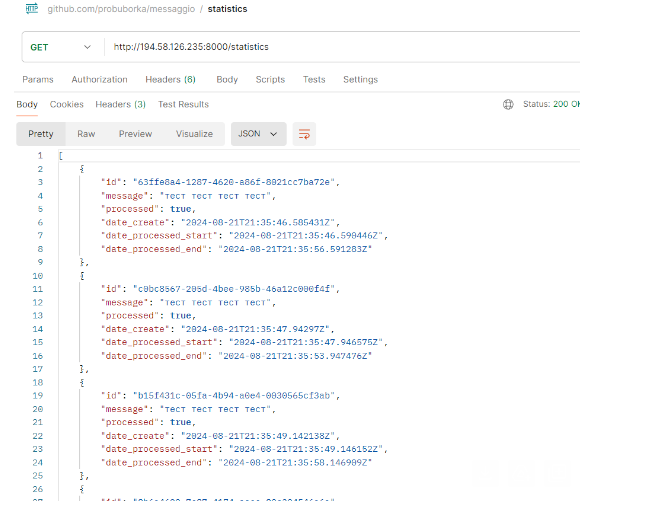 HTTP github.com/probuborka/messaggio / statistics
GET http://194.58.126.235:8000/statistics
Params Authorization Headers (6) Body Scripts Tests Settings
Body Cookies Headers (3) Test Results Status: 200 OK
Pretty Raw Preview Visualize JSON
1 [
2 {
3 "id": "63ffe8a4-1287-4620-a86f-8021cc7ba72e",
4 "message": "тест тест тест тест",
5 "processed": true,
6 "date_create": "2024-08-21T21:35:46.585431Z",
7 "date_processed_start": "2024-08-21T21:35:46.590446Z",
8 "date_processed_end": "2024-08-21T21:35:56.591283Z"
9 },
10 {
11 "id": "c0bc8567-205d-4bee-985b-46a12c000f4f",
12 "message": "тест тест тест тест",
13 "processed": true,
14 "date_create": "2024-08-21T21:35:47.94297Z",
15 "date_processed_start": "2024-08-21T21:35:47.946575Z",
16 "date_processed_end": "2024-08-21T21:35:53.947476Z"
17 },
18 {
19 "id": "b15f431c-05fa-4b94-a0e4-0030565cf3ab",
20 "message": "тест тест тест тест",
21 "processed": true,
22 "date_create": "2024-08-21T21:35:49.142138Z",
23 "date_processed_start": "2024-08-21T21:35:49.146152Z",
24 "date_processed_end": "2024-08-21T21:35:58.146909Z"
25 },
26 {